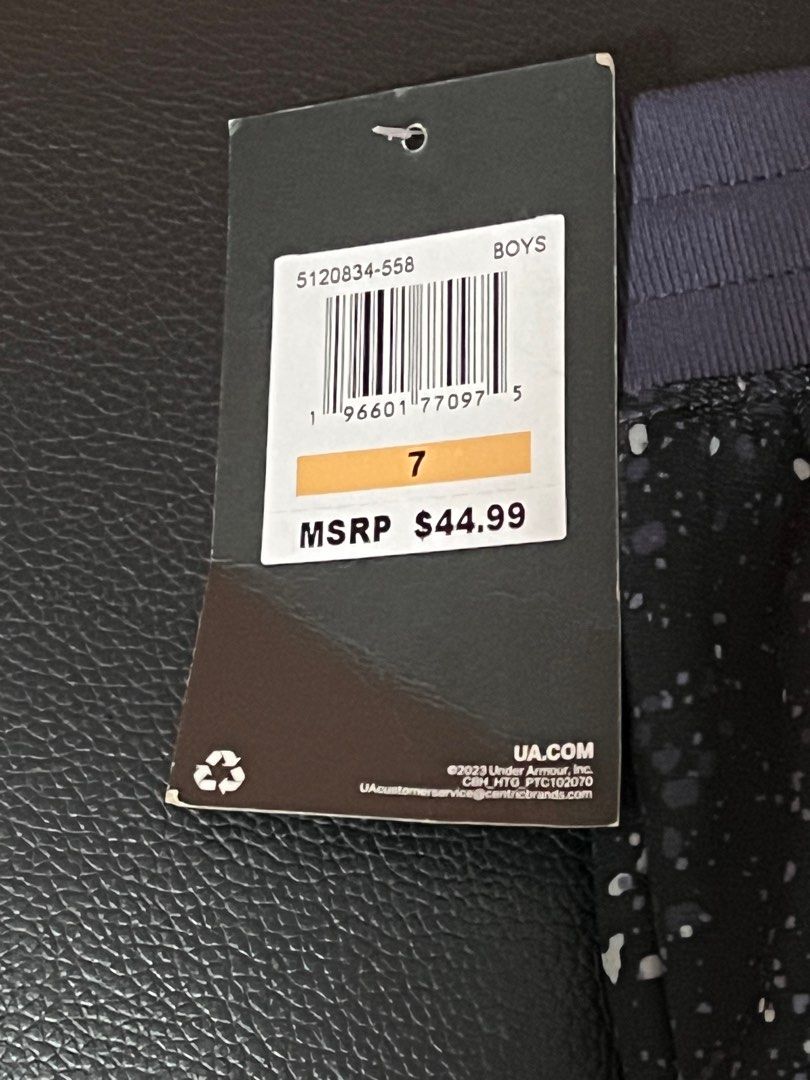 5120834-558 BOYS
1 96601 77097 5
7
MSRP $44.99
UA.COM
©2023 Under Armour, Inc.
CBH_HTG_PTC102070
UAcustomerservice@centricbrands.com